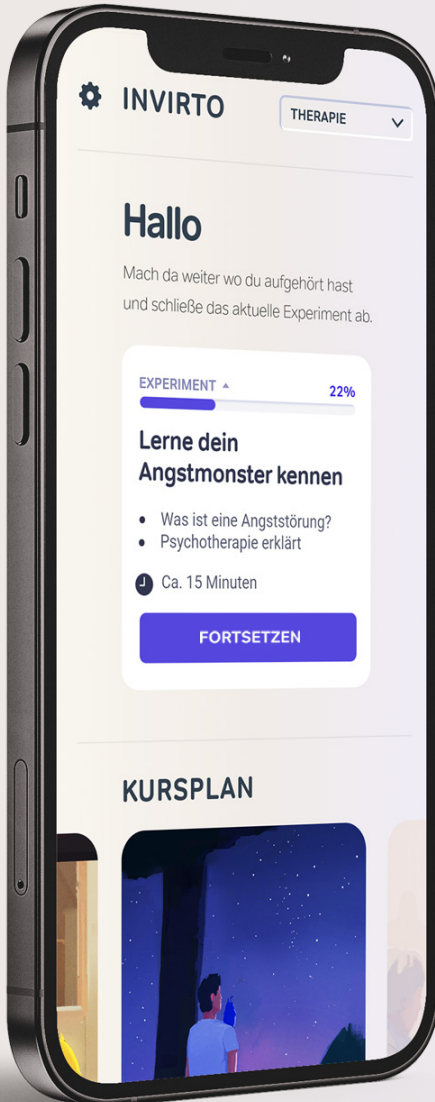 INVIRTO
THERAPIE
Hallo
Mach da weiter wo du aufgehört hast
und schließe das aktuelle Experiment ab.
EXPERIMENT
22%
Lerne dein
Angstmonster kennen
• Was ist eine Angststörung?
• Psychotherapie erklärt
Ca. 15 Minuten
FORTSETZEN
KURSPLAN